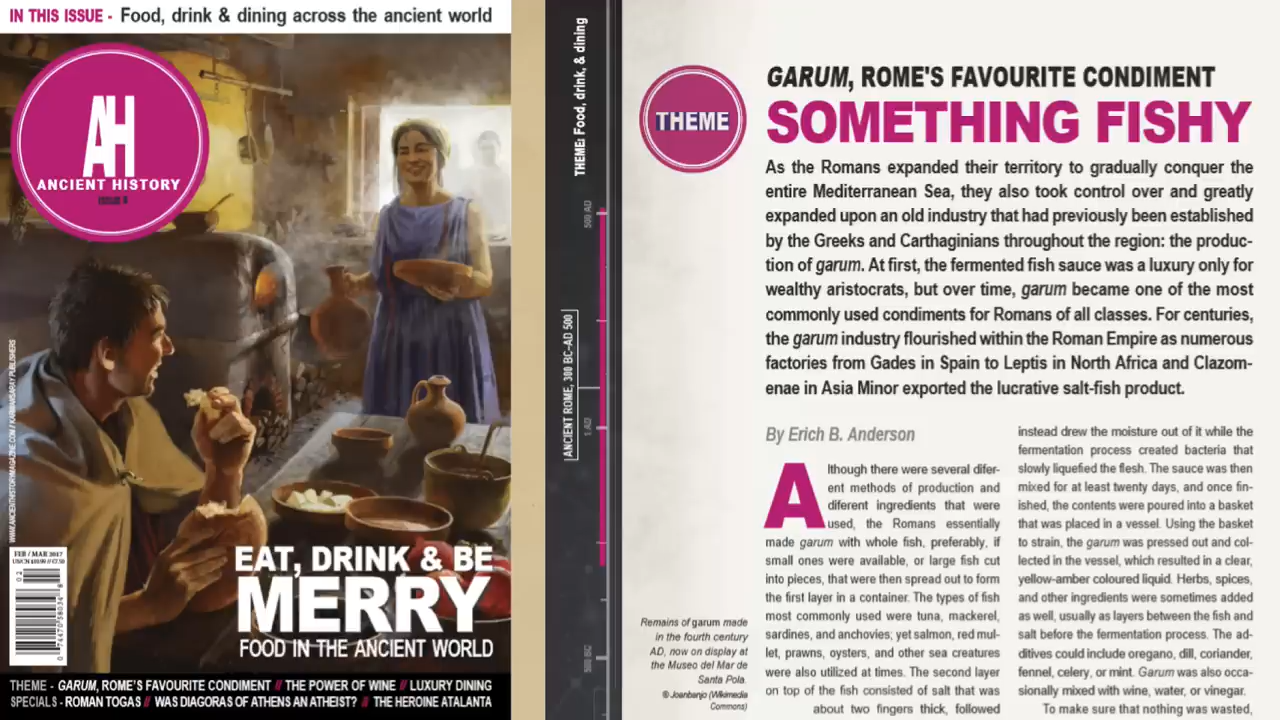 IN THIS ISSUE - Food, drink & dining across the ancient world
AH
ANCIENT HISTORY
WWW.ANCIENTHISTORYMAGAZINE.COM / KARWANSARAY PUBLISHERS
FEB / MAR 2017
US/CN $10.99 // €7.50
02
EAT, DRINK & BE
MERRY
FOOD IN THE ANCIENT WORLD
THEME - GARUM, ROME'S FAVOURITE CONDIMENT // THE POWER OF WINE // LUXURY DINING
SPECIALS - ROMAN TOGAS // WAS DIAGORAS OF ATHENS AN ATHEIST? // THE HEROINE ATALANTA
THEME: Food, drink, & dining
500 AD
ANCIENT ROME, 300 BC–AD 500
1 AD
500 BC
THEME
GARUM, ROME'S FAVOURITE CONDIMENT
SOMETHING FISHY
As the Romans expanded their territory to gradually conquer the
entire Mediterranean Sea, they also took control over and greatly
expanded upon an old industry that had previously been established
by the Greeks and Carthaginians throughout the region: the produc-
tion of garum. At first, the fermented fish sauce was a luxury only for
wealthy aristocrats, but over time, garum became one of the most
commonly used condiments for Romans of all classes. For centuries,
the garum industry flourished within the Roman Empire as numerous
factories from Gades in Spain to Leptis in North Africa and Clazom-
enae in Asia Minor exported the lucrative salt-fish product.
By Erich B. Anderson
Although there were several difer-
ent methods of production and
different ingredients that were
used, the Romans essentially
made garum with whole fish, preferably, if
small ones were available, or large fish cut
into pieces, that were then spread out to form
the first layer in a container. The types of fish
most commonly used were tuna, mackerel,
sardines, and anchovies; yet salmon, red mul-
let, prawns, oysters, and other sea creatures
were also utilized at times. The second layer
on top of the fish consisted of salt that was
about two fingers thick, followed
instead drew the moisture out of it while the
fermentation process created bacteria that
slowly liquefied the flesh. The sauce was then
mixed for at least twenty days, and once fin-
ished, the contents were poured into a basket
that was placed in a vessel. Using the basket
to strain, the garum was pressed out and col-
lected in the vessel, which resulted in a clear,
yellow-amber coloured liquid. Herbs, spices,
and other ingredients were sometimes added
as well, usually as layers between the fish and
salt before the fermentation process. The ad-
ditives could include oregano, dill, coriander,
fennel, celery, or mint. Garum was also occa-
sionally mixed with wine, water, or vinegar.
To make sure that nothing was wasted,
Remains of garum made
in the fourth century
AD, now on display at
the Museo del Mar de
Santa Pola.
© Joanbanjo (Wikimedia
Commons)